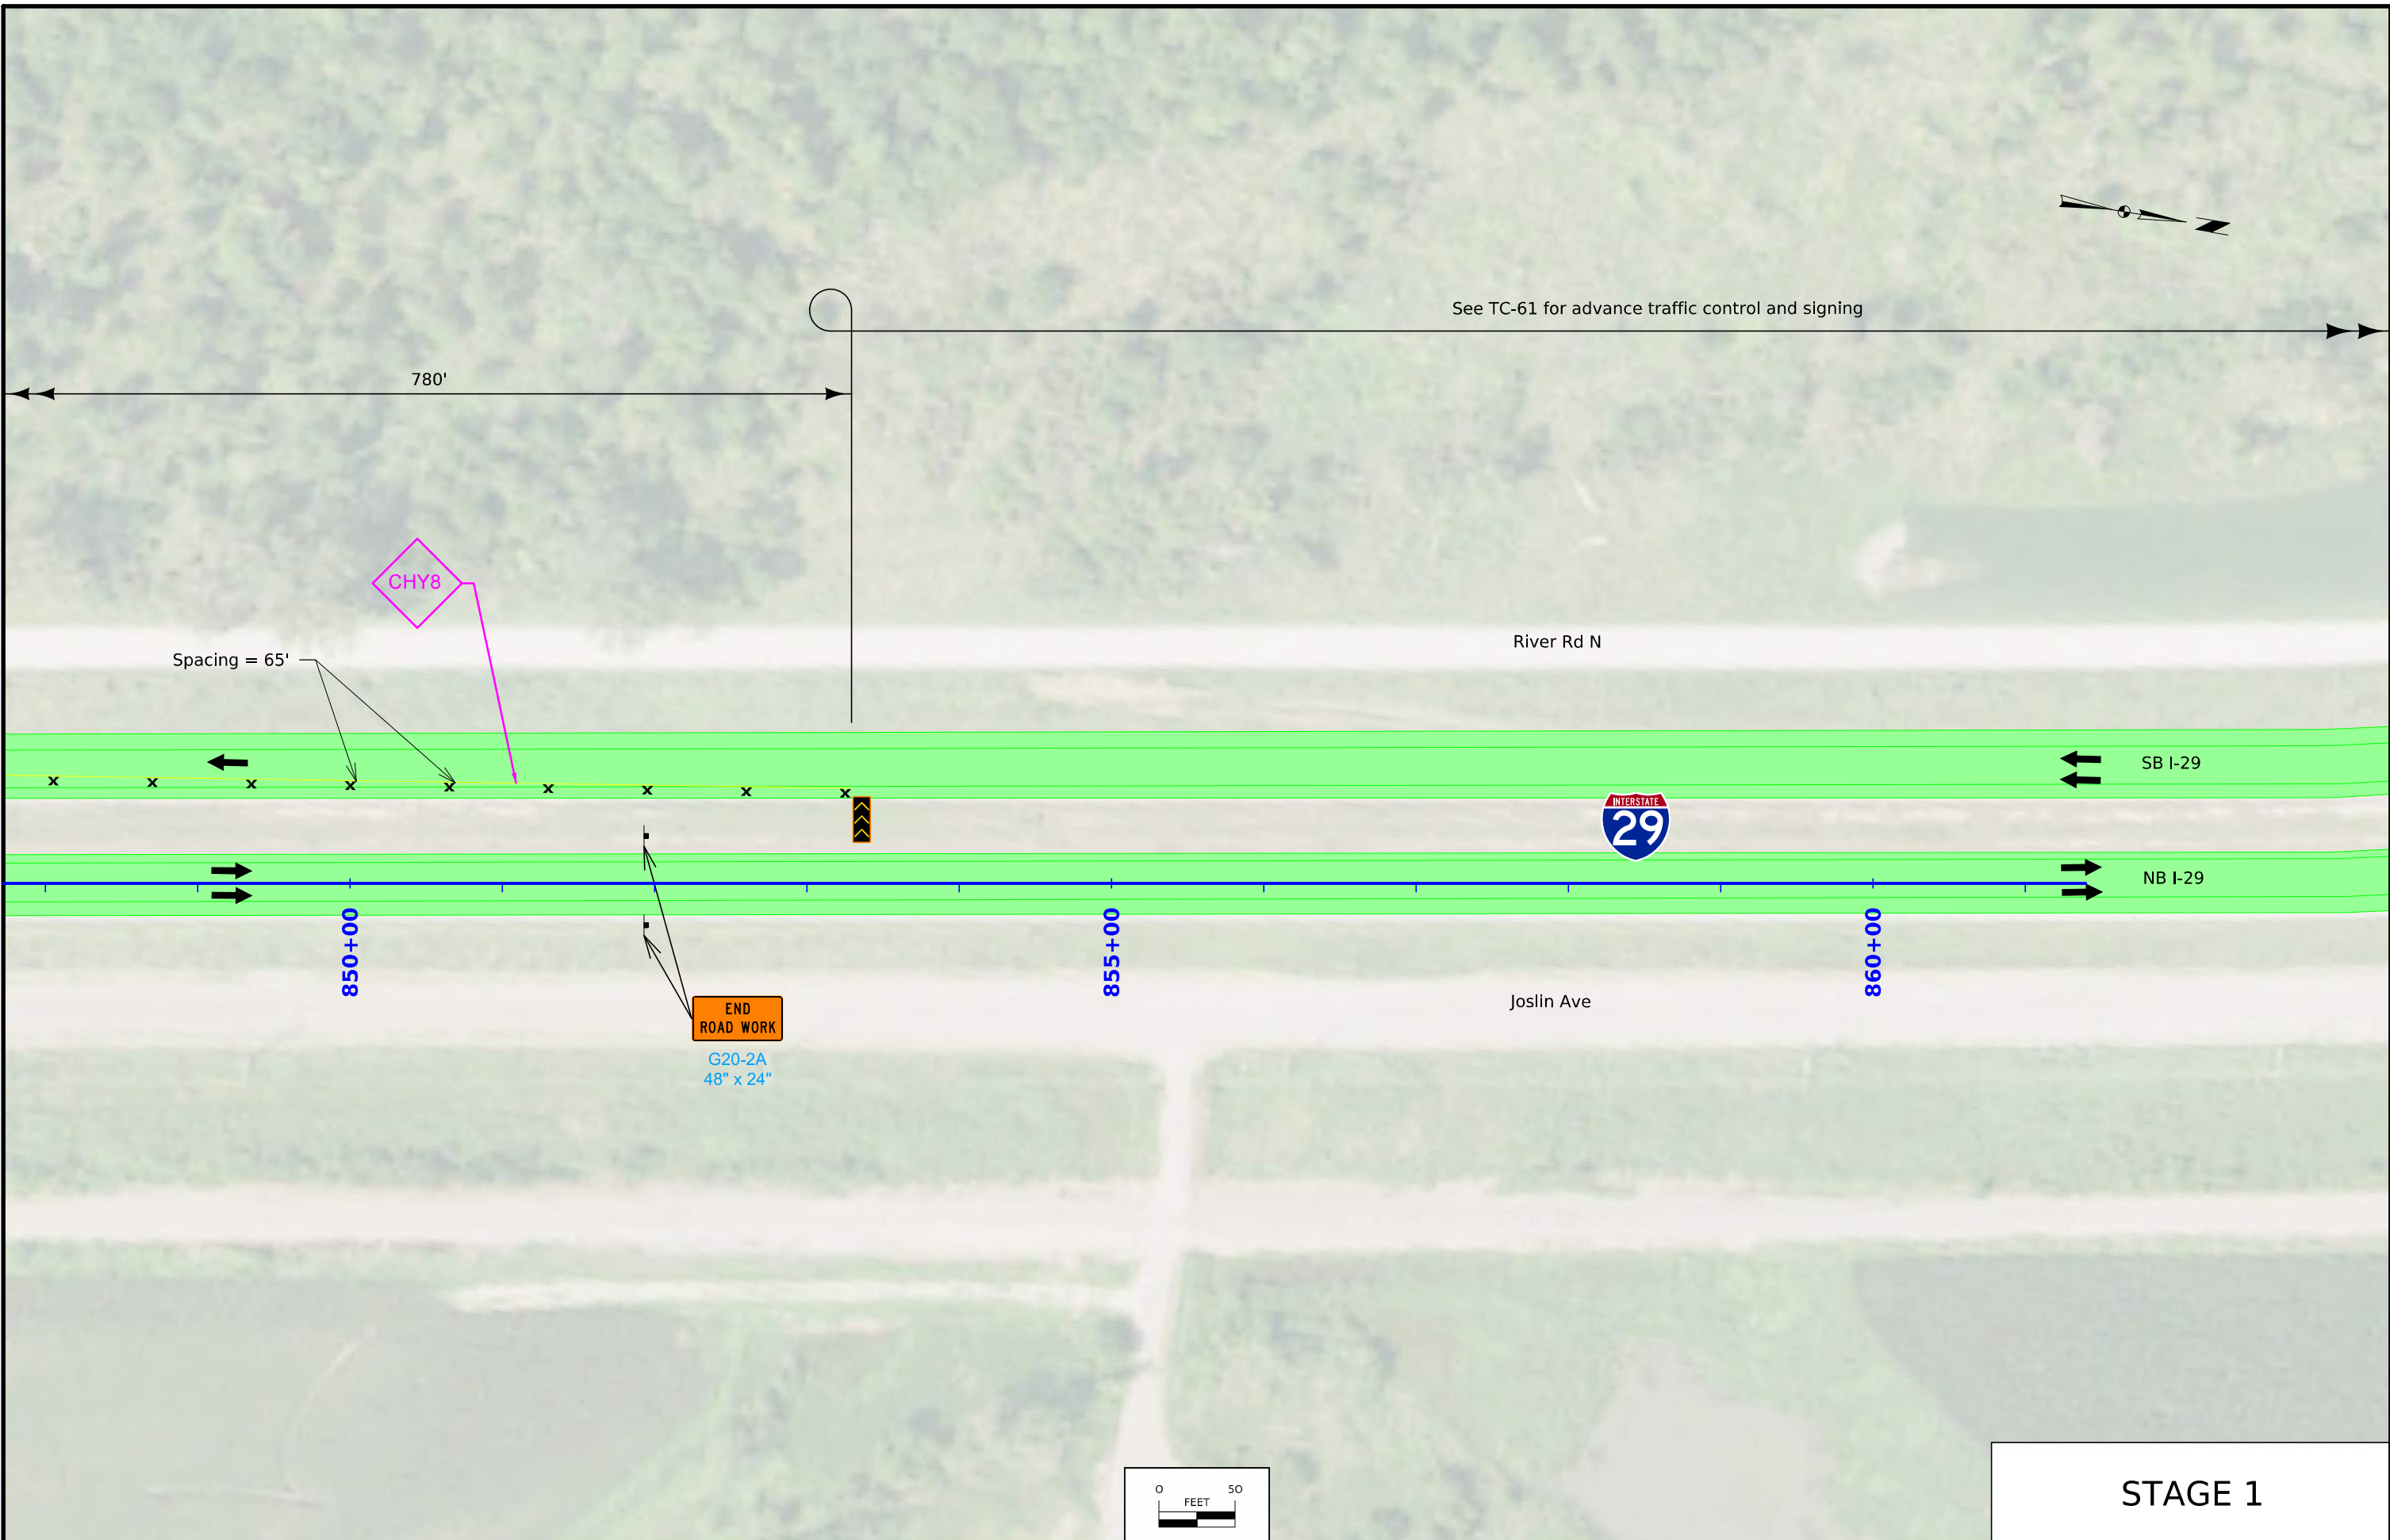 See TC-61 for advance traffic control and signing
780'
CHY8
River Rd N
Spacing = 65'
SB I-29
INTERSTATE
29
NB I-29
850+00
855+00
860+00
Joslin Ave
END
ROAD WORK
G20-2A
48" x 24"
0 50
FEET
STAGE 1
N